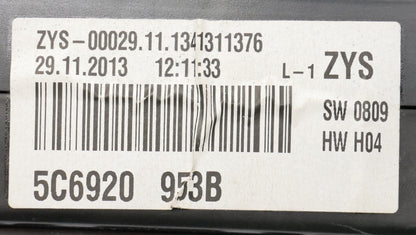 ZYS-00029.11.1341311376
29.11.2013 12:11:33 L-1 ZYS
SW 0809
HW H04
5C6920 953B